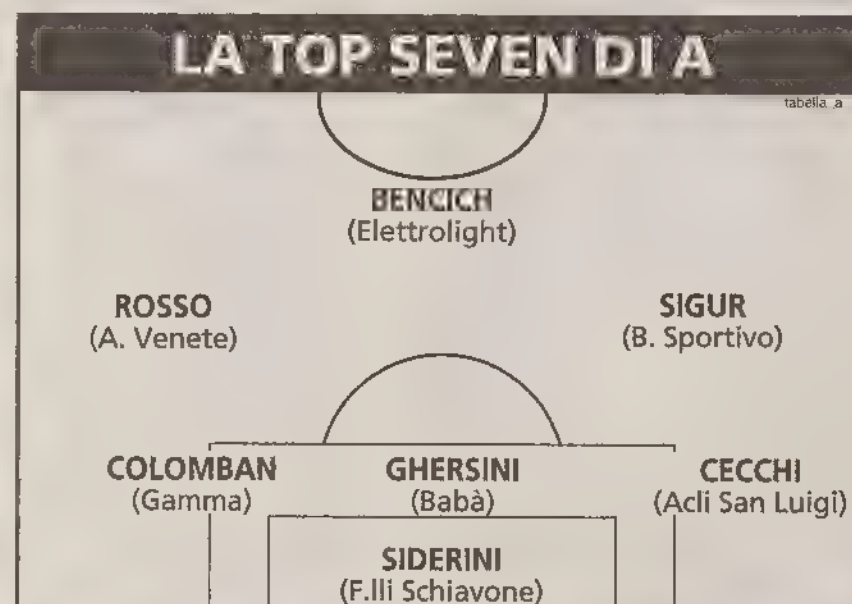 LA TOP SEVEN DI A
tabella_a
BENCICH
(Elettrolight)
ROSSO
(A. Venete)
SIGUR
(B. Sportivo)
COLOMBAN
(Gamma)
GHERSINI
(Babà)
CECCHI
(Acli San Luigi)
SIDERINI
(F.lli Schiavone)